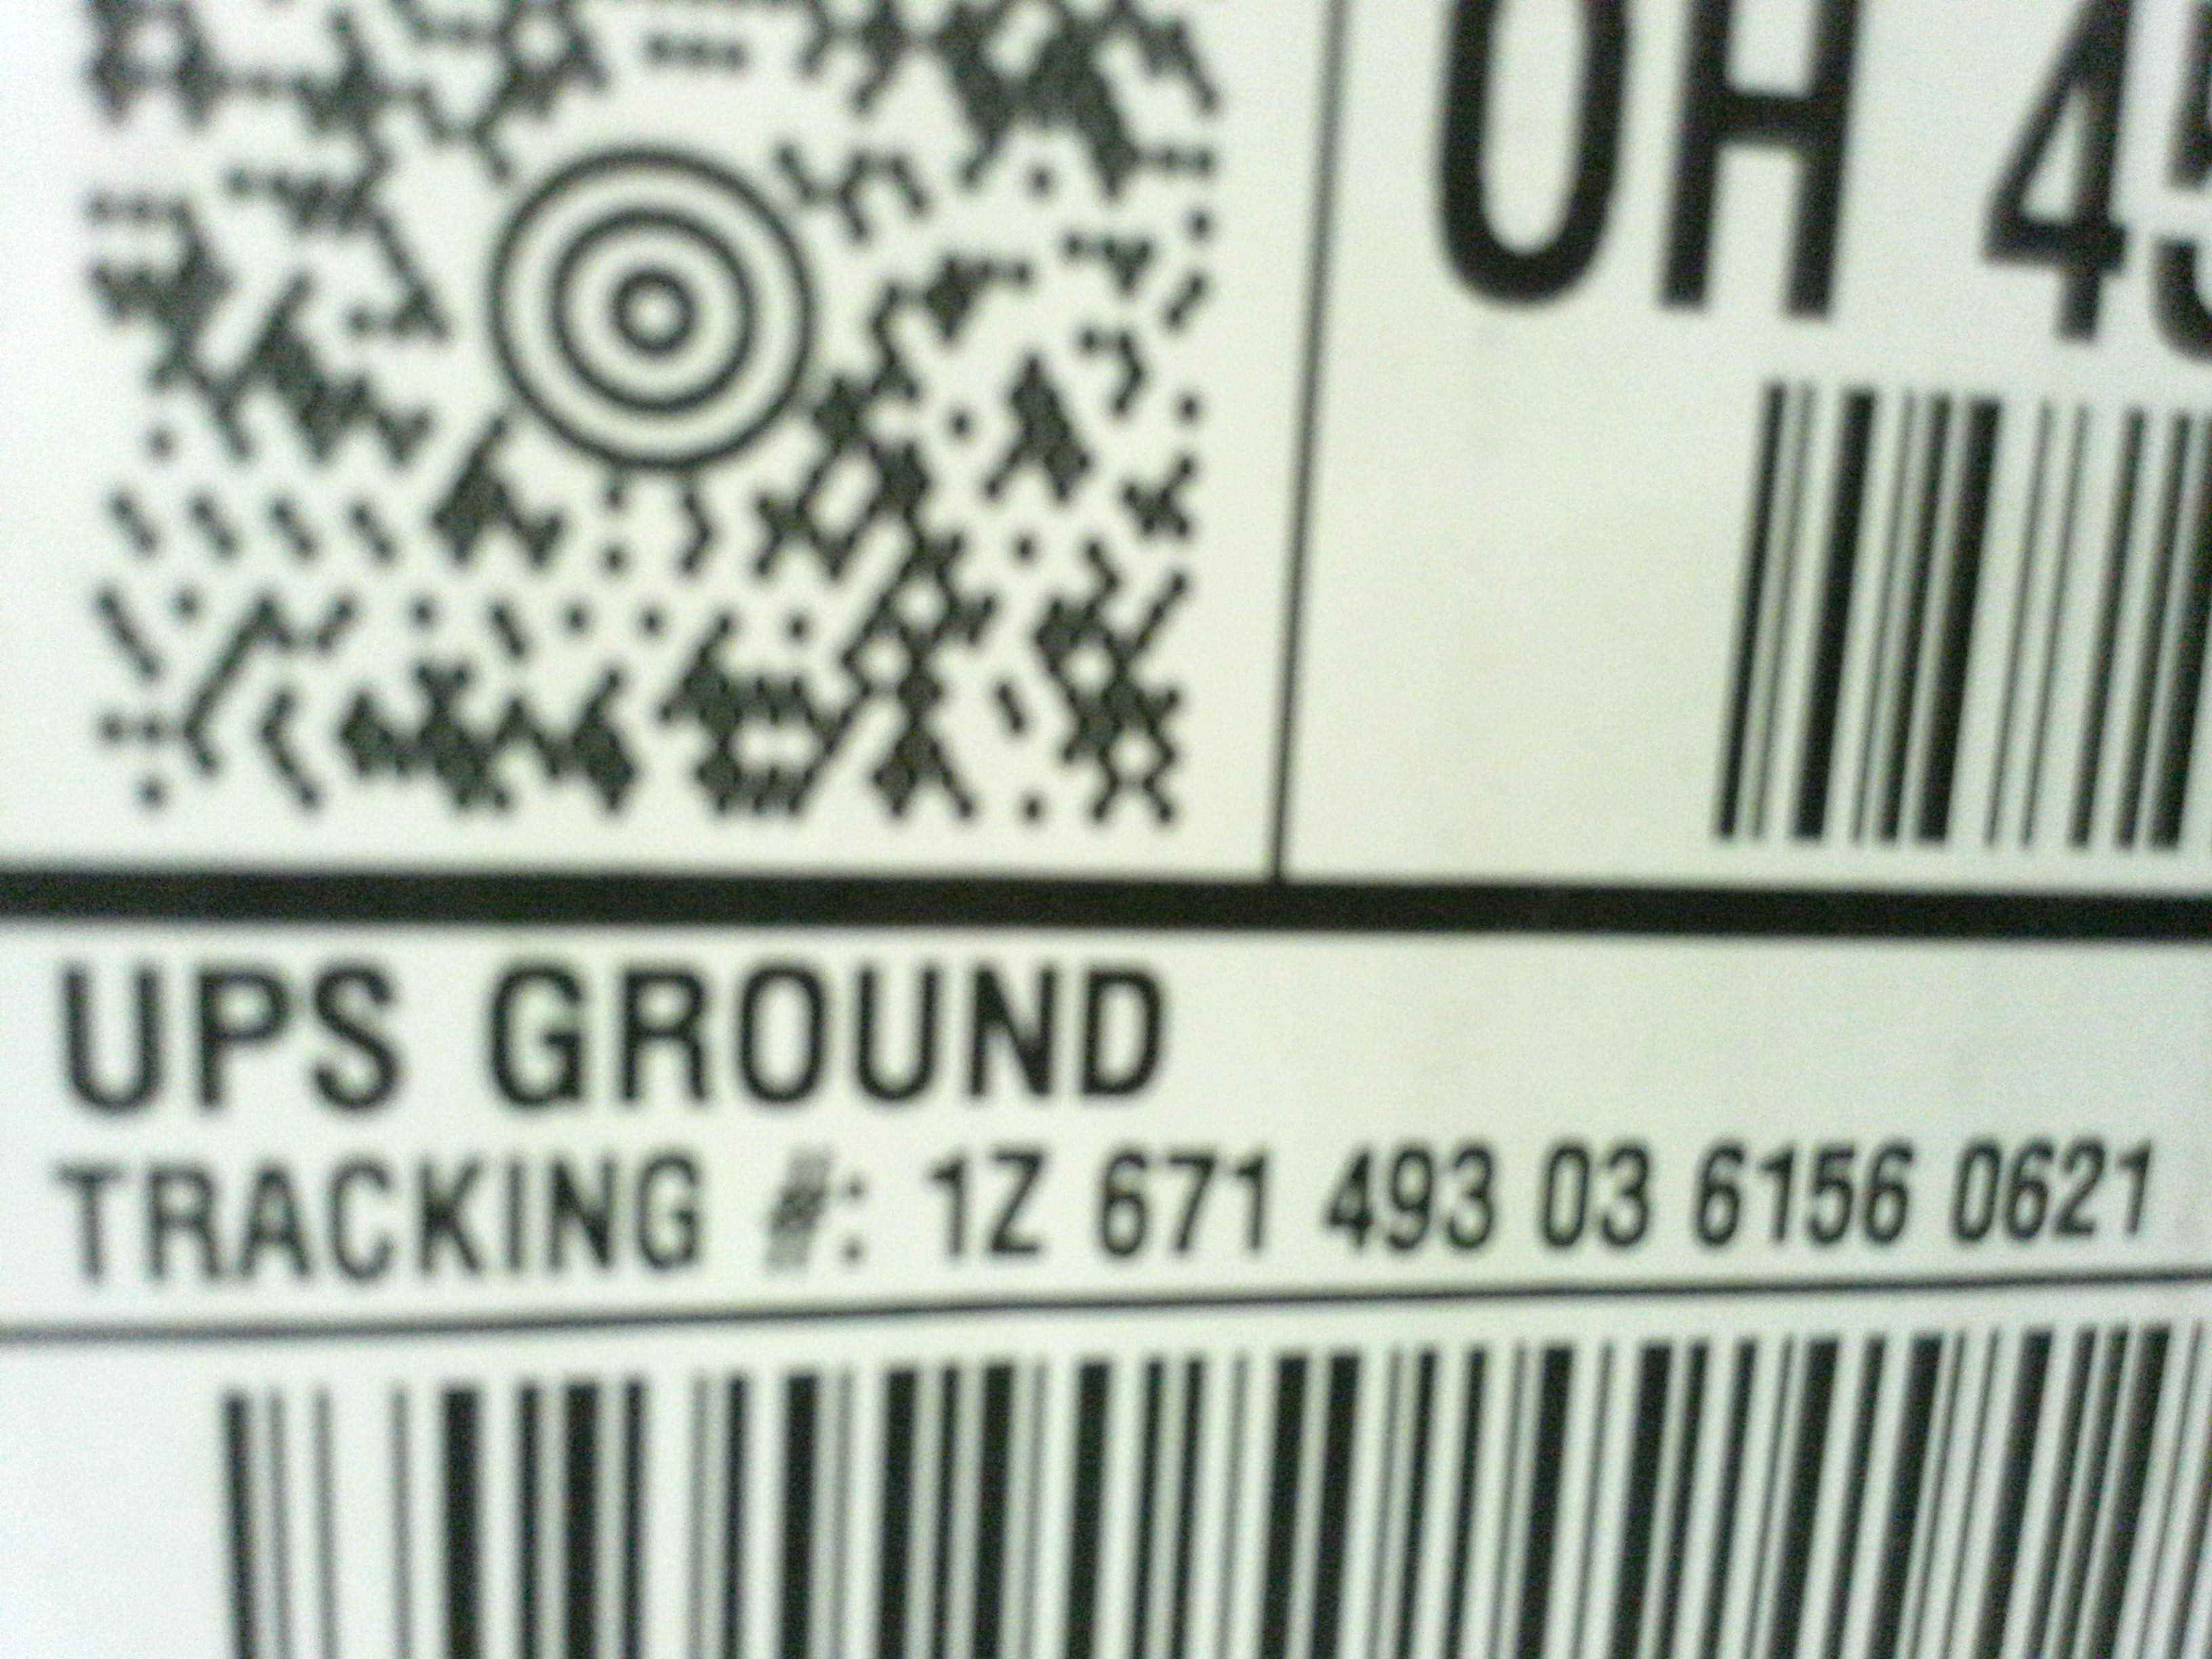 OH 45
UPS GROUND
TRACKING #: 1Z 671 493 03 6156 0621